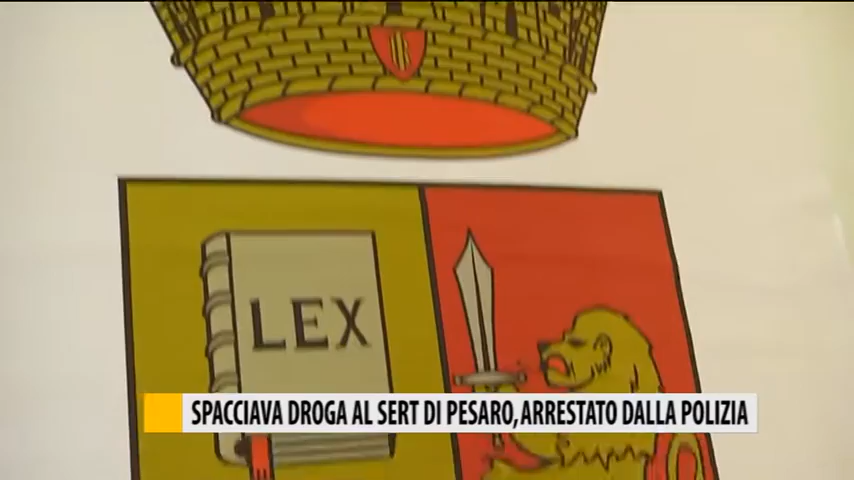 LEX
SPACCIAVA DROGA AL SERT DI PESARO, ARRESTATO DALLA POLIZIA